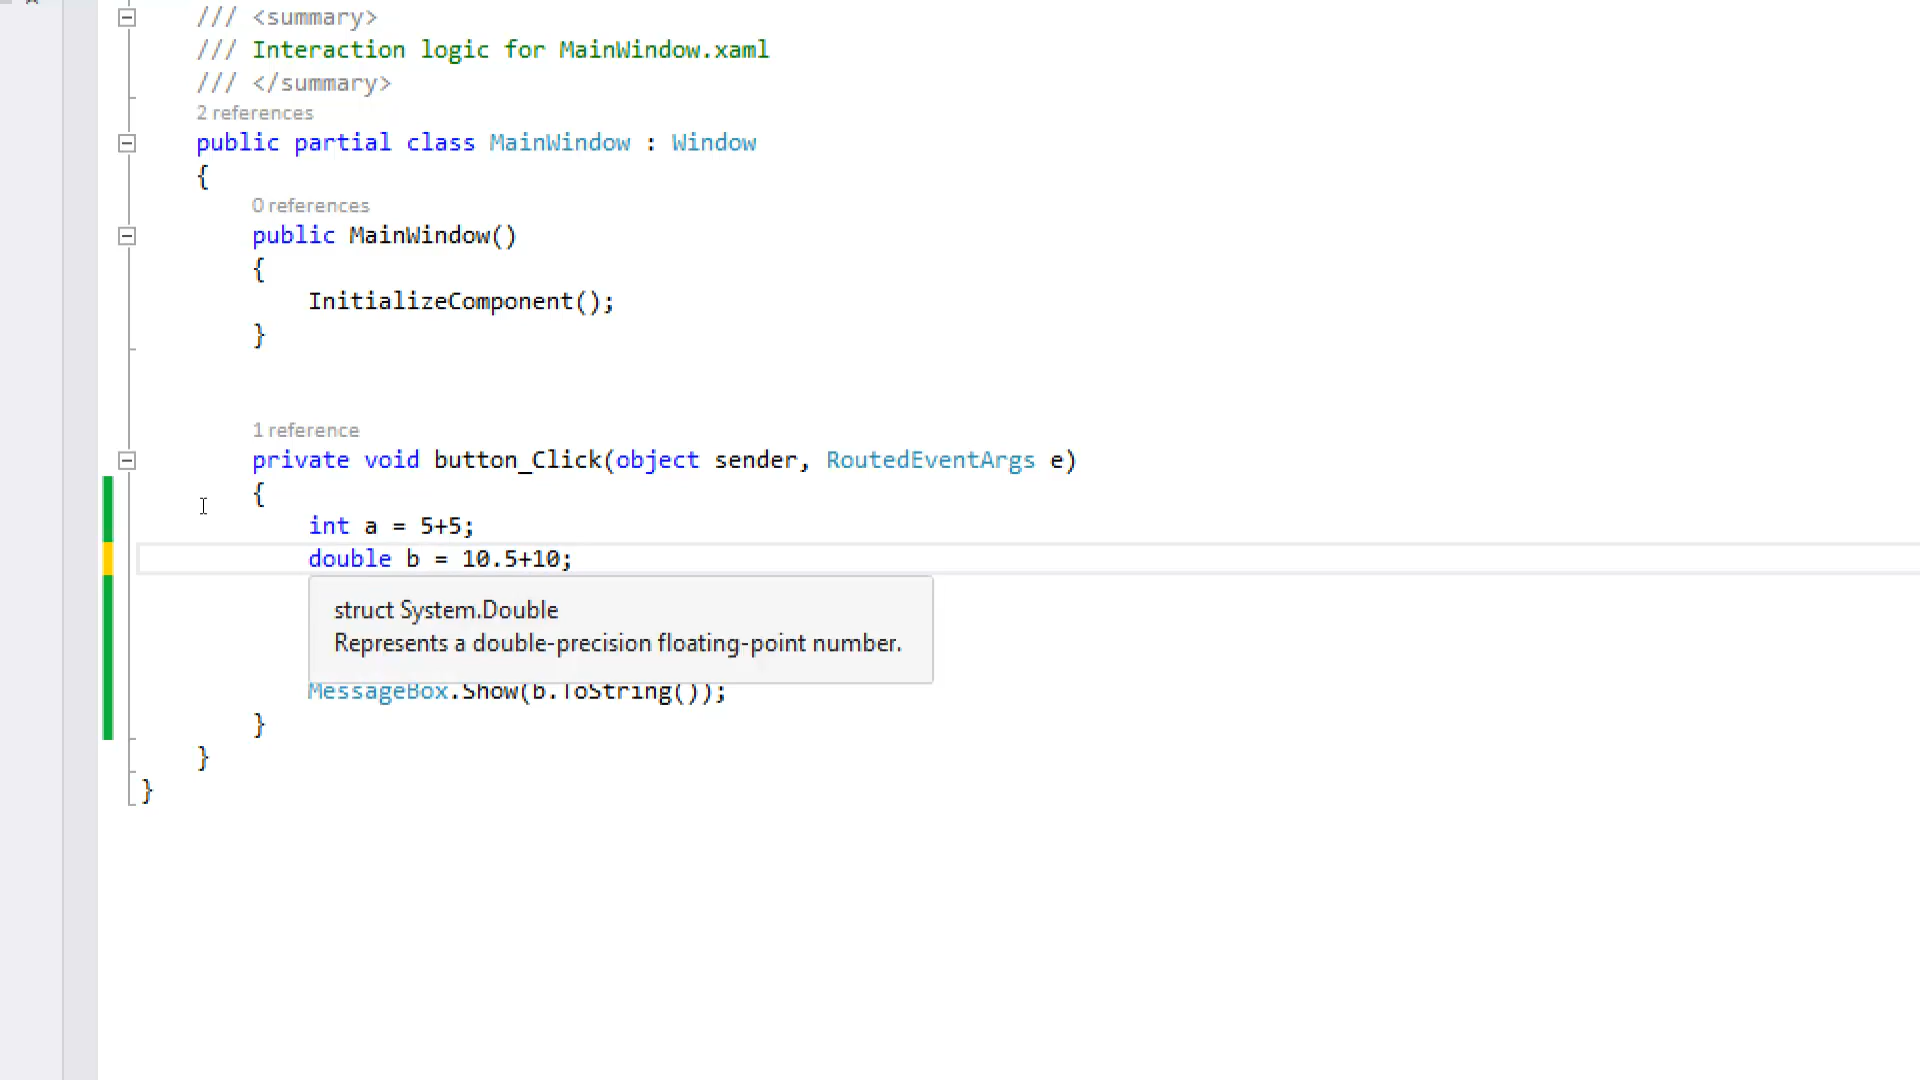 /// <summary>
/// Interaction logic for MainWindow.xaml
/// </summary>
2 references
public partial class MainWindow : Window
{
0 references
public MainWindow()
{
InitializeComponent();
}
1 reference
private void button_Click(object sender, RoutedEventArgs e)
{
int a = 5+5;
double b = 10.5+10;
struct System.Double
Represents a double-precision floating-point number.
MessageBox.Show(b.ToString());
}
}
}